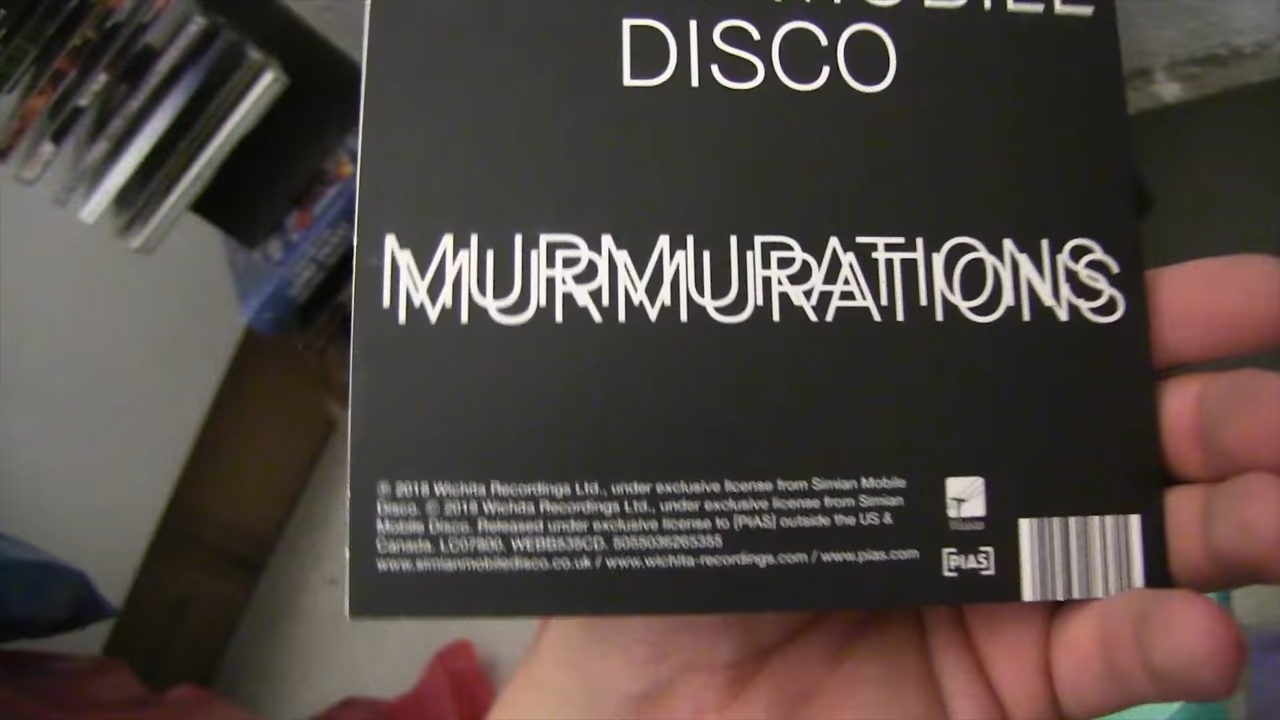 DISCO
MURMURATIONS
℗ 2018 Wichita Recordings Ltd., under exclusive license from Simian Mobile
Disco. © 2018 Wichita Recordings Ltd., under exclusive license from Simian
Mobile Disco. Released under exclusive license to [PIAS] outside the US &
Canada. LC07800.
www.simianmobiledisco.co.uk / www.wichita-recordings.com / www.pias.com
[PIAS]